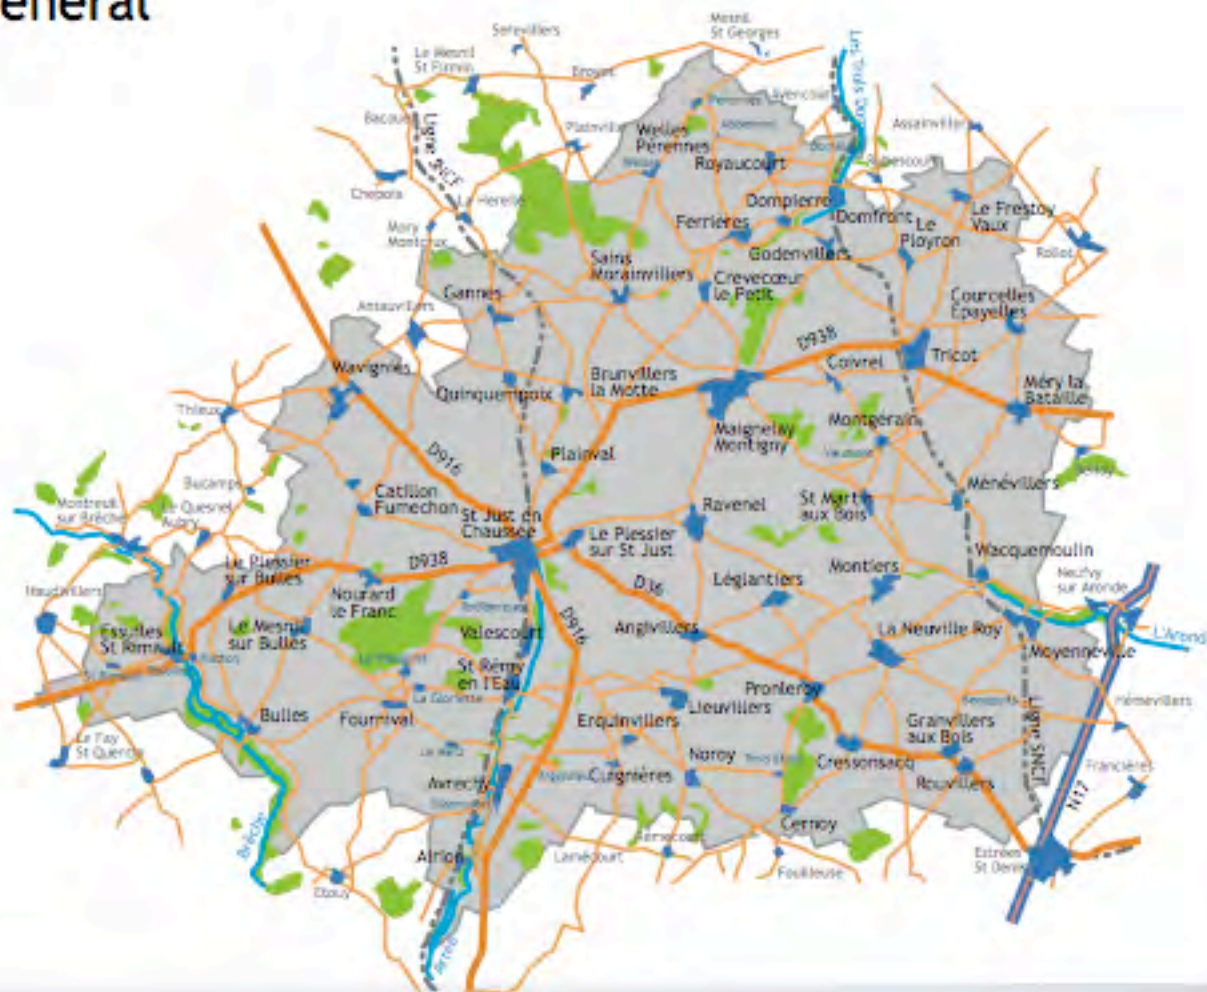 énéral
Serevilliers
Mesnil
St Georges
Le Mesnil
St Firmin
Broyes
Les Trois Doms
Ligne SNCF
Plainville
Welles
Pérennes
Royaucourt
Assainvillers
Rubescourt
Chepoix
La Herelle
Dompierre
Domfront
Le Frestoy
Vaux
Ferrières
Le
Ployron
Mory
Montcrux
Godenvillers
Rollot
Sains
Morainvillers
Crevecœur
le Petit
Gannes
Courcelles
Epayelles
Ansauvillers
D938
Coivrel
Tricot
Wavignies
Brunvillers
la Motte
Quinquempoix
Méry la
Bataille
Thieux
Maignelay
Montigny
Montgérain
D916
Plainval
Bucamps
Ménévillers
Catillon
Fumechon
Montreuil
sur Brêche
Le Quesnel
Aubry
Ravenel
St Martin
aux Bois
St Just en
Chaussée
Le Plessier
sur St Just
Wacquemoulin
Le Plessier
sur Bulles
D938
D36
Léglantiers
Montiers
Neufvy
sur Aronde
Nourard
le Franc
D916
Essuiles
St Rimault
Le Mesnil
sur Bulles
Valescourt
Angivillers
La Neuville Roy
L'Aronde
Moyenneville
St Rémy
en l'Eau
La Gloriette
Pronleroy
Lieuvillers
Hémévillers
Bulles
Fournival
Erquinvillers
Granvillers
aux Bois
Ligne SNCF
Le Fay
St Quentin
Noroy
Cressonsacq
Francières
Avrechy
Cuignières
Rouvillers
N17
Cernoy
Brêche
Airion
Lamécourt
Estrées
St Denis
Fouilleuse
Etouy
Arrée